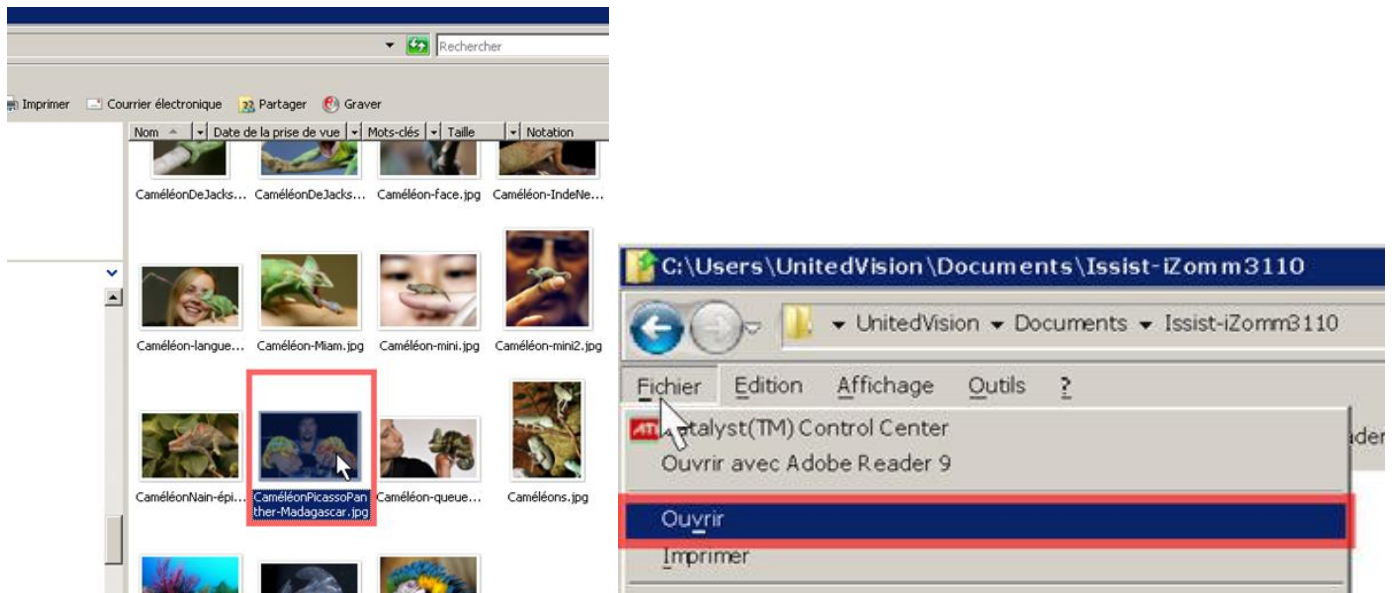 Rechercher
Imprimer Courrier électronique Partager Graver
Nom Date de la prise de vue Mots-clés Taille Notation
CaméléonDeJacks... CaméléonDeJacks... Caméléon-face.jpg Caméléon-IndeNe...
Caméléon-langue... Caméléon-Miam.jpg Caméléon-mini.jpg Caméléon-mini2.jpg
CaméléonNain-épi... CaméléonPicassoPan Caméléon-queue... Caméléons.jpg
ther-Madagascar.jpg
C:\Users\UnitedVision\Documents\Issist-iZomm3110
UnitedVision Documents Issist-iZomm3110
Fichier Edition Affichage Outils ?
ATI Catalyst(TM) Control Center
Ouvrir avec Adobe Reader 9
Ouvrir
Imprimer